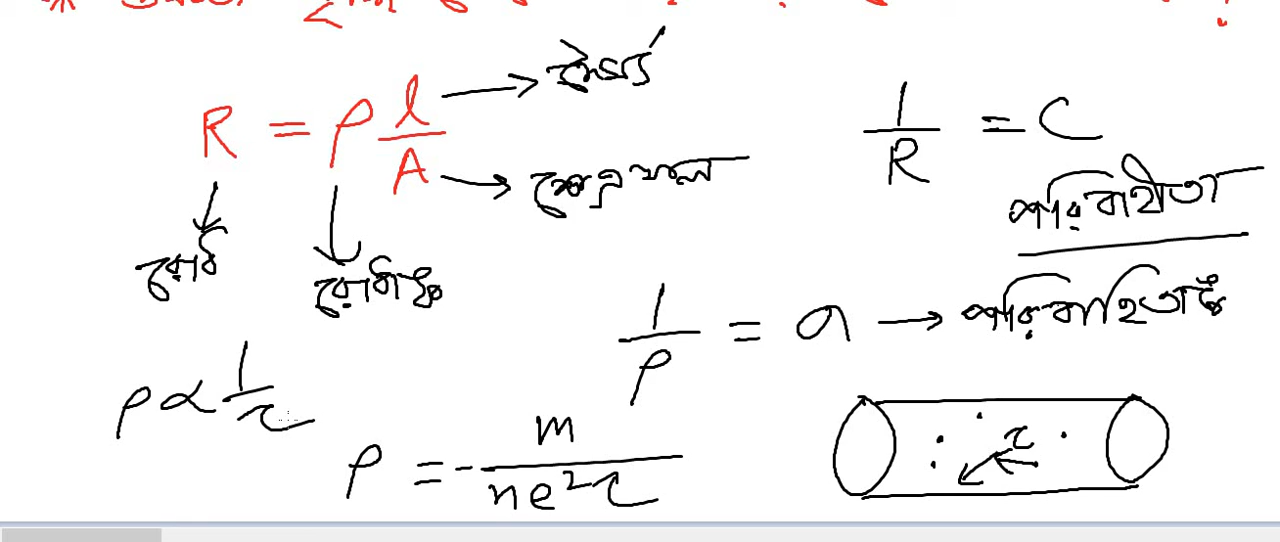 R = ρ l/A → দৈর্ঘ্য
→ ক্ষেত্রফল
1/R = C
পরিবাহীতা
রোধ
রোধাঙ্ক
1/ρ = σ → পরিবাহিতাঙ্ক
ρ ∝ 1/τ
ρ = m/ne²τ
τ